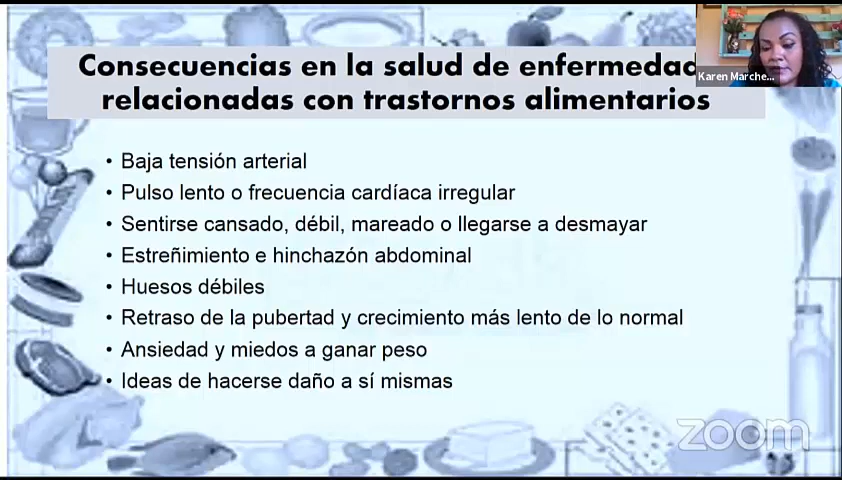 Consecuencias en la salud de enfermedad
relacionadas con trastornos alimentarios
Karen Marche...
• Baja tensión arterial
• Pulso lento o frecuencia cardíaca irregular
• Sentirse cansado, débil, mareado o llegarse a desmayar
• Estreñimiento e hinchazón abdominal
• Huesos débiles
• Retraso de la pubertad y crecimiento más lento de lo normal
• Ansiedad y miedos a ganar peso
• Ideas de hacerse daño a sí mismas
zoom